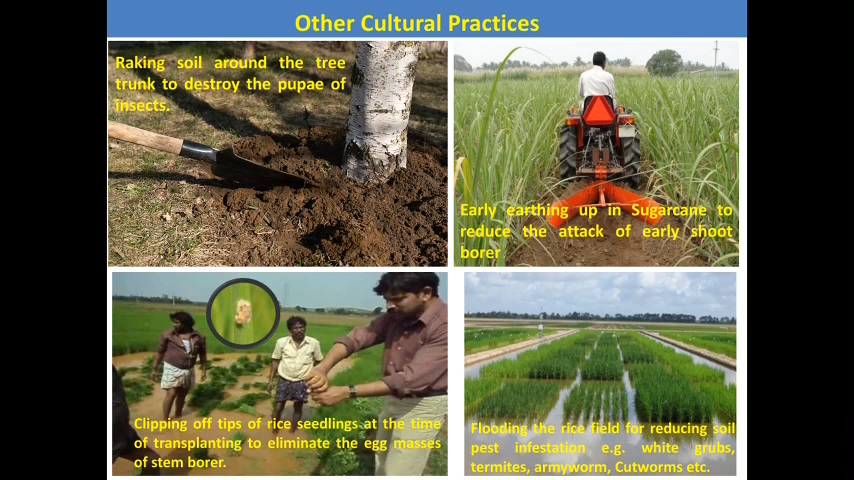 Other Cultural Practices
Raking soil around the tree
trunk to destroy the pupae of
insects.
Early earthing up in Sugarcane to
reduce the attack of early shoot
borer
Clipping off tips of rice seedlings at the time
of transplanting to eliminate the egg masses
of stem borer.
Flooding the rice field for reducing soil
pest infestation e.g. white grubs,
termites, armyworm, Cutworms etc.